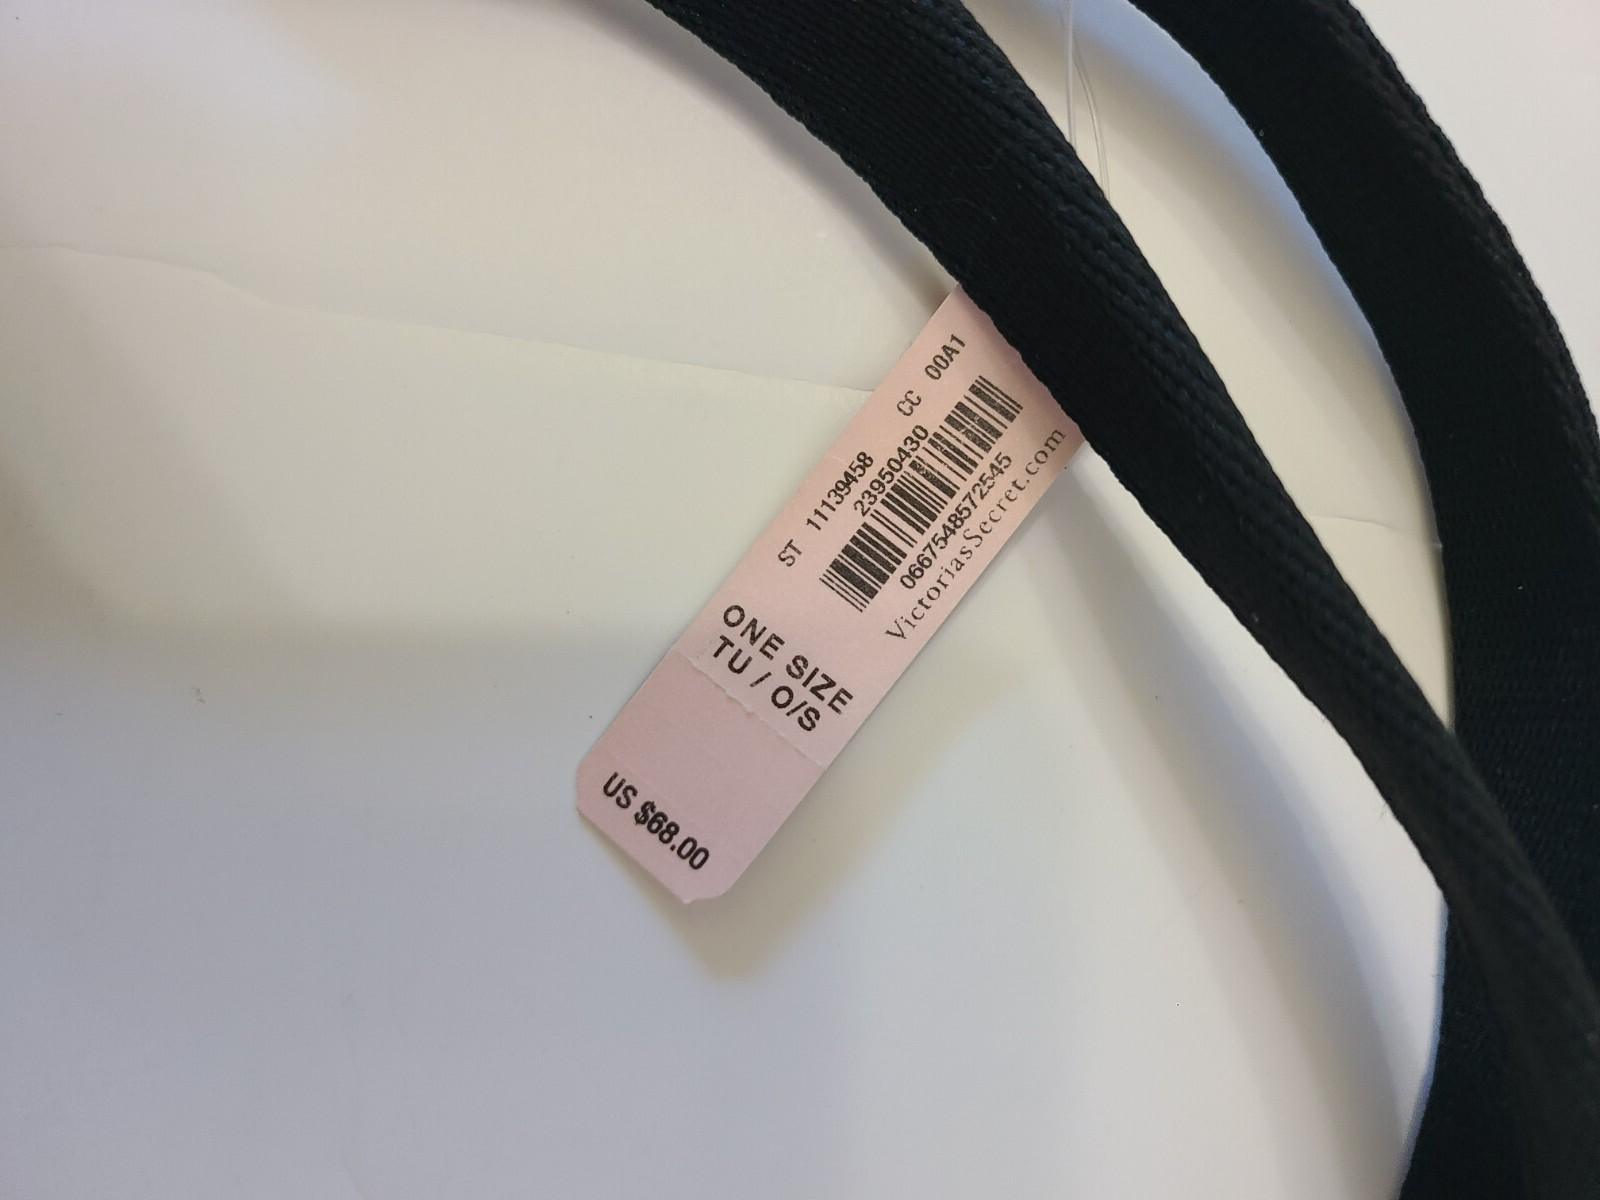 ST 11139458 CC 00A1
23950430
0667548572545
VictoriasSecret.com
ONE SIZE
TU / O/S
US $68.00